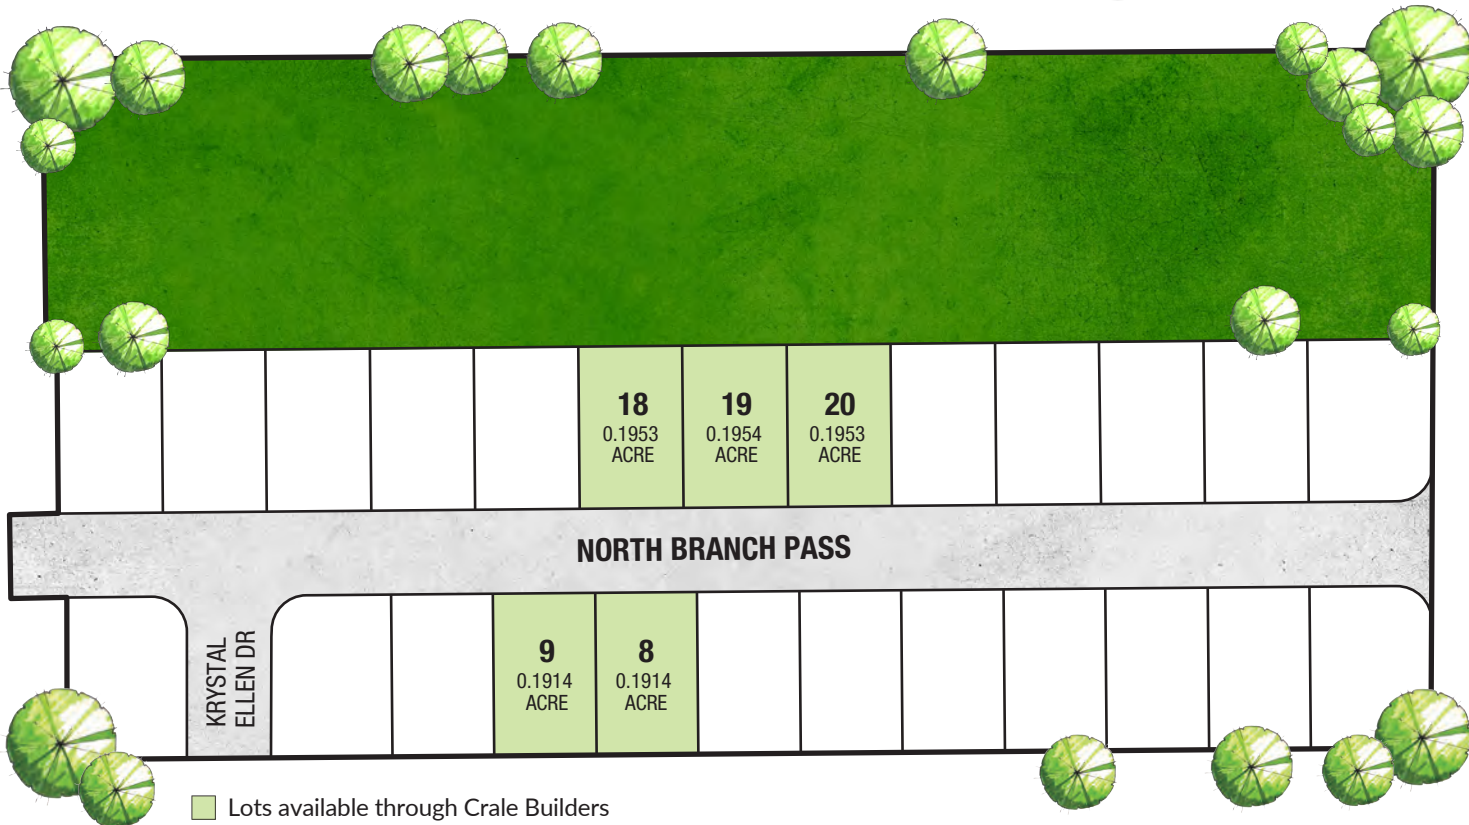 18
0.1953
ACRE
19
0.1954
ACRE
20
0.1953
ACRE
NORTH BRANCH PASS
KRYSTAL
ELLEN DR
9
0.1914
ACRE
8
0.1914
ACRE
Lots available through Crale Builders